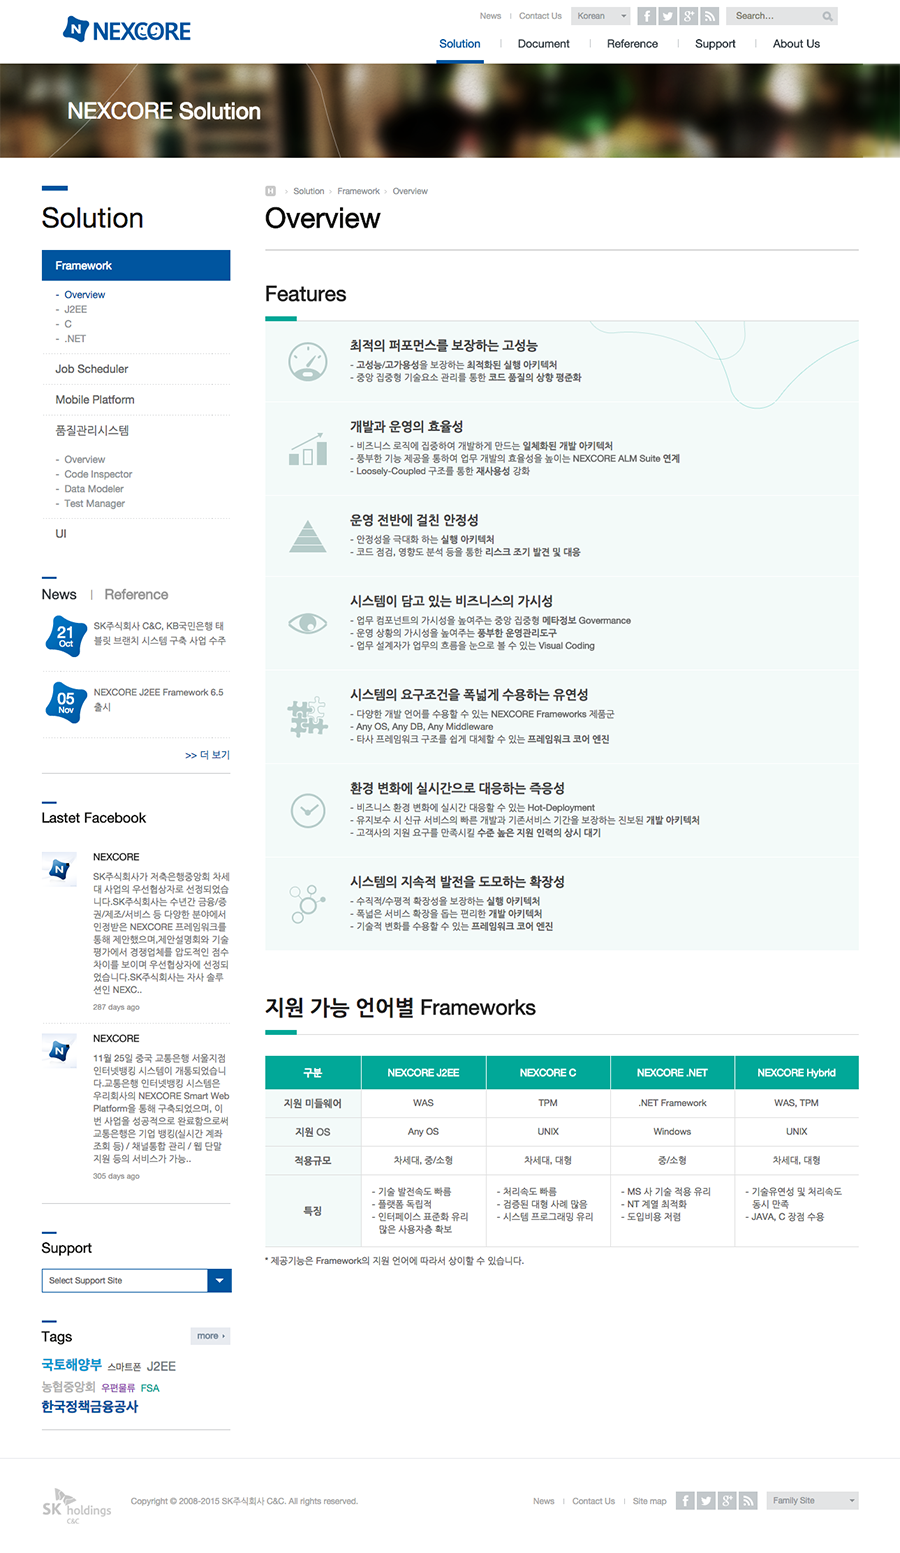 NEXCORE
News
Contact Us
Korean
Search...
Solution
Document
Reference
Support
About Us
NEXCORE Solution
Solution
Framework
- Overview
- J2EE
- C
- .NET
Job Scheduler
Mobile Platform
품질관리시스템
- Overview
- Code Inspector
- Data Modeler
- Test Manager
UI
News | Reference
21 Oct
SK주식회사 C&C, KB국민은행 태
블릿 브랜치 시스템 구축 사업 수주
05 Nov
NEXCORE J2EE Framework 6.5
출시
>> 더 보기
Lastet Facebook
NEXCORE
SK주식회사가 저축은행중앙회 차세
대 사업의 우선협상자로 선정되었습
니다.SK주식회사는 수년간 금융/증
권/제조/서비스 등 다양한 분야에서
인정받은 NEXCORE 프레임워크를
통해 제안했으며,제안설명회와 기술
평가에서 경쟁업체를 압도적인 점수
차이를 보이며 우선협상자에 선정되
었습니다.SK주식회사는 자사 솔루
션인 NEXC..
287 days ago
NEXCORE
11월 25일 중국 교통은행 서울지점
인터넷뱅킹 시스템이 개통되었습니
다.교통은행 인터넷뱅킹 시스템은
우리회사의 NEXCORE Smart Web
Platform을 통해 구축되었으며, 이
번 사업을 성공적으로 완료함으로써
교통은행은 기업 뱅킹(실시간 계좌
조회 등) / 채널통합 관리 / 웹 단말
지원 등의 서비스가 가능..
305 days ago
Support
Select Support Site
Tags
more ›
국토해양부 스마트폰 J2EE
농협중앙회 우편물류 FSA
한국정책금융공사
H › Solution › Framework › Overview
Overview
Features
최적의 퍼포먼스를 보장하는 고성능
- 고성능/고가용성을 보장하는 최적화된 실행 아키텍처
- 중앙 집중형 기술요소 관리를 통한 코드 품질의 상향 평준화
개발과 운영의 효율성
- 비즈니스 로직에 집중하여 개발하게 만드는 일체화된 개발 아키텍처
- 풍부한 기능 제공을 통하여 업무 개발의 효율성을 높이는 NEXCORE ALM Suite 연계
- Loosely-Coupled 구조를 통한 재사용성 강화
운영 전반에 걸친 안정성
- 안정성을 극대화 하는 실행 아키텍처
- 코드 점검, 영향도 분석 등을 통한 리스크 조기 발견 및 대응
시스템이 담고 있는 비즈니스의 가시성
- 업무 컴포넌트의 가시성을 높여주는 중앙 집중형 메타정보 Govermance
- 운영 상황의 가시성을 높여주는 풍부한 운영관리도구
- 업무 설계자가 업무의 흐름을 눈으로 볼 수 있는 Visual Coding
시스템의 요구조건을 폭넓게 수용하는 유연성
- 다양한 개발 언어를 수용할 수 있는 NEXCORE Frameworks 제품군
- Any OS, Any DB, Any Middleware
- 타사 프레임워크 구조를 쉽게 대체할 수 있는 프레임워크 코어 엔진
환경 변화에 실시간으로 대응하는 즉응성
- 비즈니스 환경 변화에 실시간 대응할 수 있는 Hot-Deployment
- 유지보수 시 신규 서비스의 빠른 개발과 기존서비스 기간을 보장하는 진보된 개발 아키텍처
- 고객사의 지원 요구를 만족시킬 수준 높은 지원 인력의 상시 대기
시스템의 지속적 발전을 도모하는 확장성
- 수직적/수평적 확장성을 보장하는 실행 아키텍처
- 폭넓은 서비스 확장을 돕는 편리한 개발 아키텍처
- 기술적 변화를 수용할 수 있는 프레임워크 코어 엔진
지원 가능 언어별 Frameworks
구분 NEXCORE J2EE NEXCORE C NEXCORE .NET NEXCORE Hybrid
지원 미들웨어 WAS TPM .NET Framework WAS, TPM
지원 OS Any OS UNIX Windows UNIX
적용규모 차세대, 중/소형 차세대, 대형 중/소형 차세대, 대형
특징
- 기술 발전속도 빠름
- 플랫폼 독립적
- 인터페이스 표준화 유리
많은 사용자층 확보
- 처리속도 빠름
- 검증된 대형 사례 많음
- 시스템 프로그래밍 유리
- MS 사 기술 적용 유리
- NT 계열 최적화
- 도입비용 저렴
- 기술유연성 및 처리속도
동시 만족
- JAVA, C 장점 수용
* 제공기능은 Framework의 지원 언어에 따라서 상이할 수 있습니다.
SK holdings
C&C
Copyright © 2008-2015 SK주식회사 C&C. All rights reserved.
News | Contact Us | Site map
Family Site